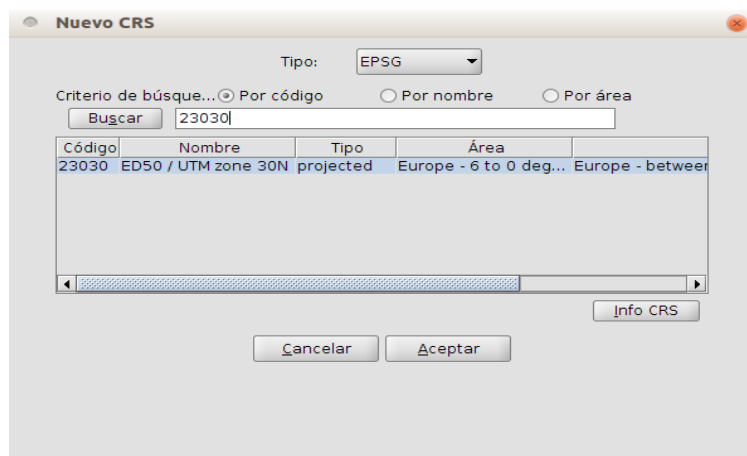 Nuevo CRS
Tipo: EPSG
Criterio de búsque... Por código Por nombre Por área
Buscar 23030
Código Nombre Tipo Área
23030 ED50 / UTM zone 30N projected Europe - 6 to 0 deg... Europe - between
Info CRS
Cancelar Aceptar